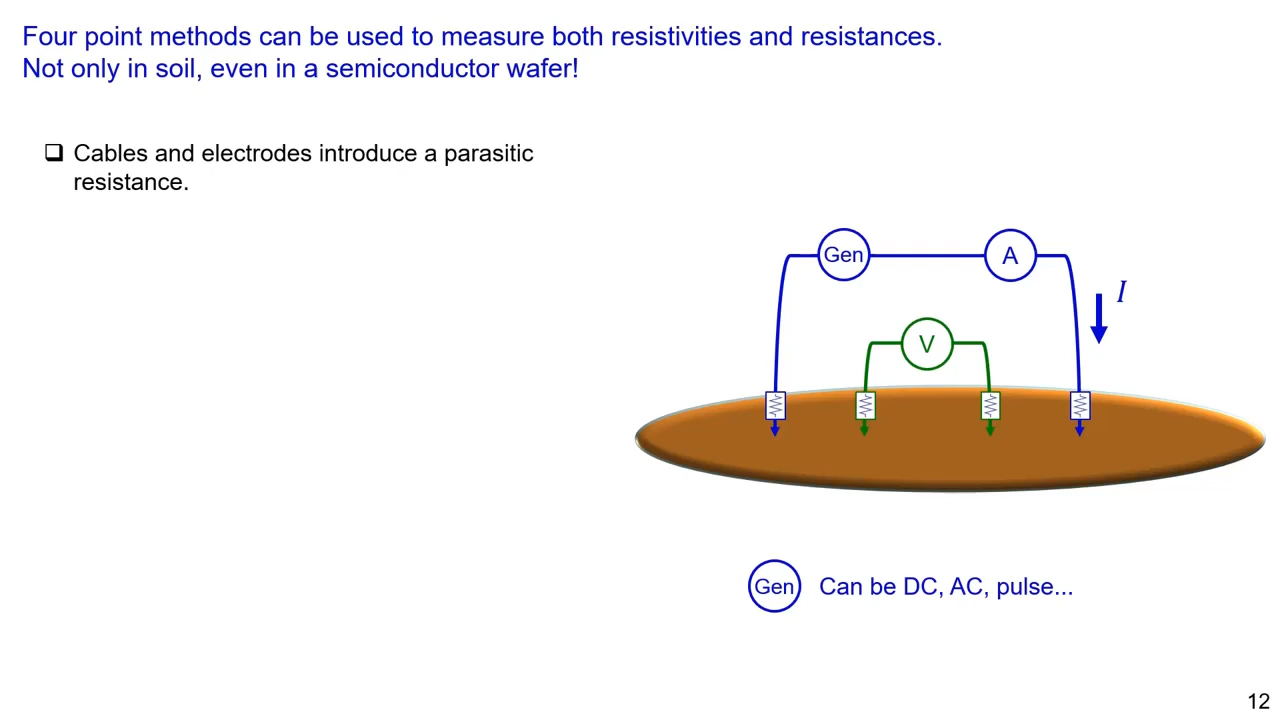 Four point methods can be used to measure both resistivities and resistances.
Not only in soil, even in a semiconductor wafer!
❑ Cables and electrodes introduce a parasitic
resistance.
Gen
A
I
V
Gen Can be DC, AC, pulse...
12